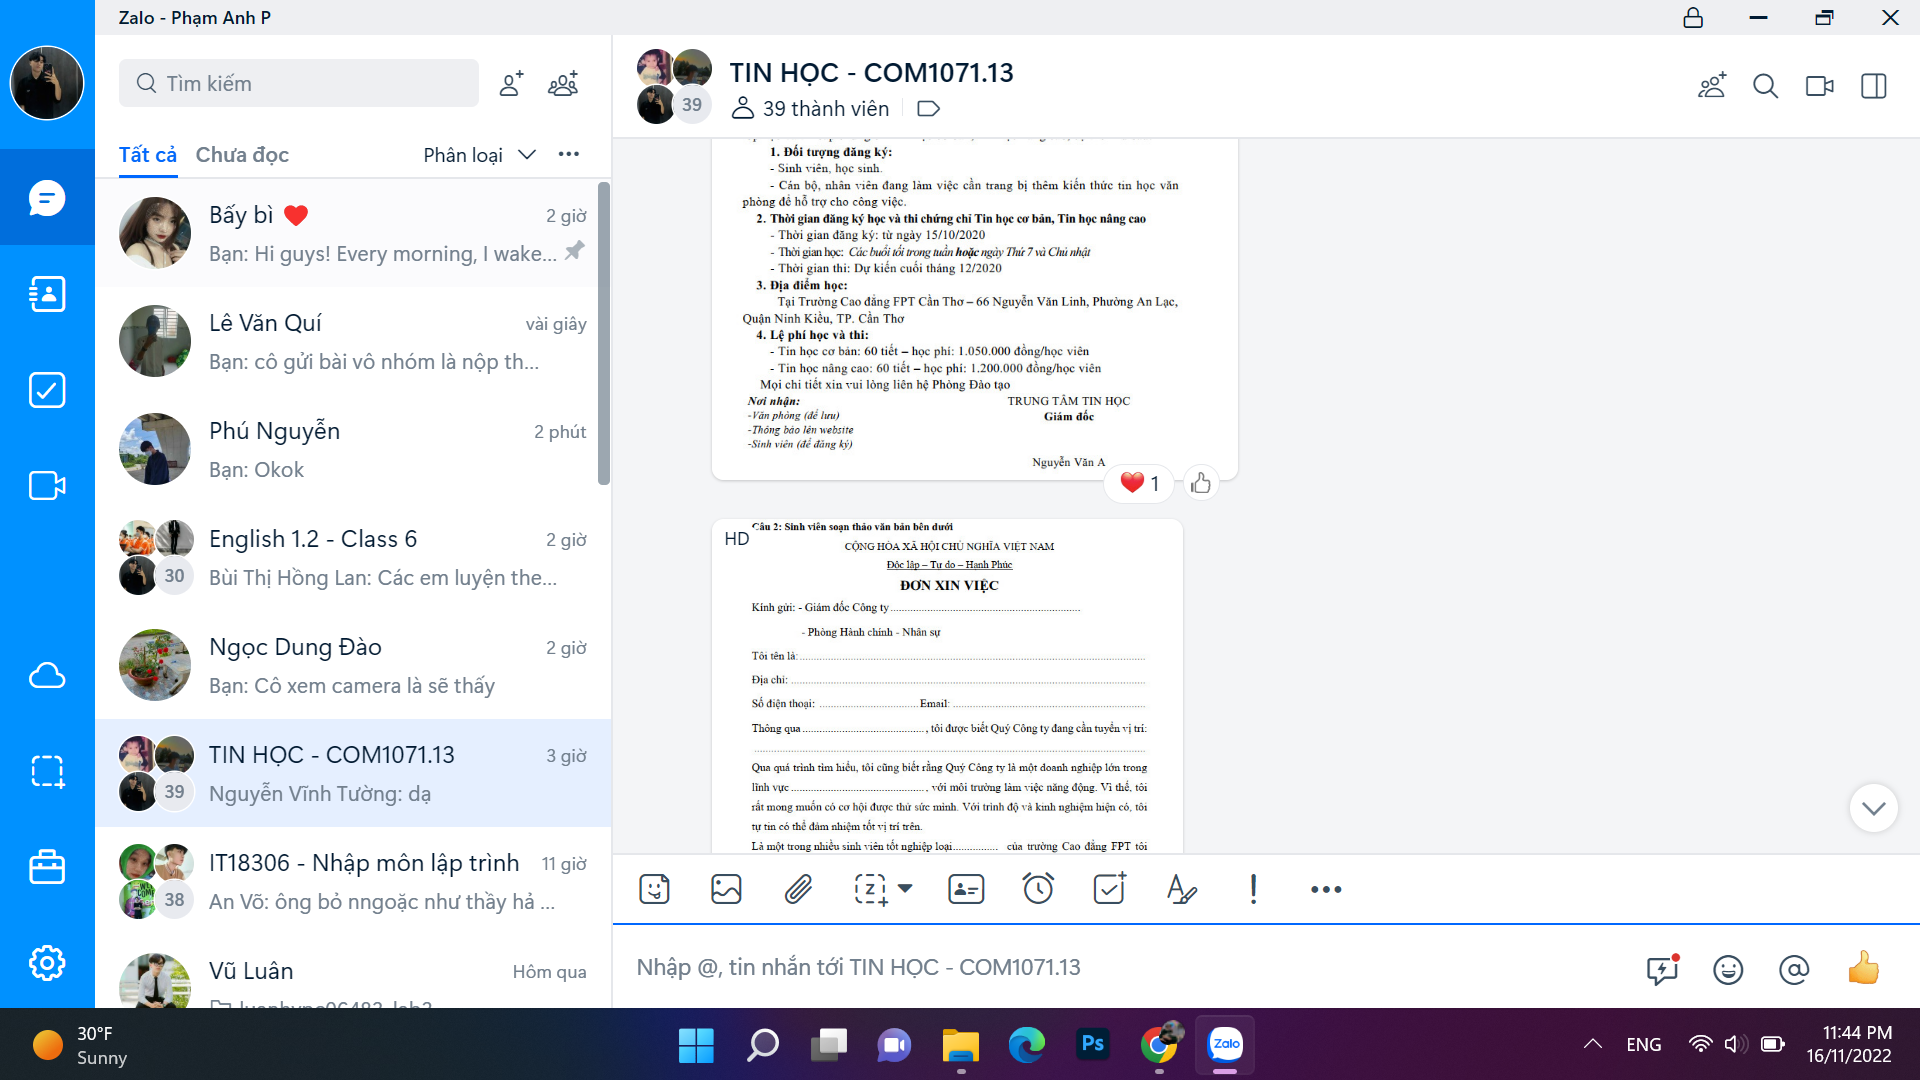 Zalo - Phạm Anh P
Tìm kiếm
Tất cả
Chưa đọc
Phân loại
Bấy bì
2 giờ
Bạn: Hi guys! Every morning, I wake...
Lê Văn Quí
vài giây
Bạn: cô gửi bài vô nhóm là nộp th...
Phú Nguyễn
2 phút
Bạn: Okok
English 1.2 - Class 6
2 giờ
30
Bùi Thị Hồng Lan: Các em luyện the...
Ngọc Dung Đào
2 giờ
Bạn: Cô xem camera là sẽ thấy
TIN HỌC - COM1071.13
3 giờ
39
Nguyễn Vĩnh Tường: dạ
IT18306 - Nhập môn lập trình
11 giờ
38
An Võ: ông bỏ nngoặc như thầy hả ...
Vũ Luân
Hôm qua
39
TIN HỌC - COM1071.13
39 thành viên
1. Đối tượng đăng ký:
- Sinh viên, học sinh.
- Cán bộ, nhân viên đang làm việc cần trang bị thêm kiến thức tin học văn
phòng để hỗ trợ cho công việc.
2. Thời gian đăng ký học và thi chứng chỉ Tin học cơ bản, Tin học nâng cao
- Thời gian đăng ký: từ ngày 15/10/2020
- Thời gian học: Các buổi tối trong tuần hoặc ngày Thứ 7 và Chủ nhật
- Thời gian thi: Dự kiến cuối tháng 12/2020
3. Địa điểm học:
Tại Trường Cao đẳng FPT Cần Thơ – 66 Nguyễn Văn Linh, Phường An Lạc,
Quận Ninh Kiều, TP. Cần Thơ
4. Lệ phí học và thi:
- Tin học cơ bản: 60 tiết – học phí: 1.050.000 đồng/học viên
- Tin học nâng cao: 60 tiết – học phí: 1.200.000 đồng/học viên
Mọi chi tiết xin vui lòng liên hệ Phòng Đào tạo
Nơi nhận:
TRUNG TÂM TIN HỌC
-Văn phòng (để lưu)
Giám đốc
-Thông báo lên website
-Sinh viên (để đăng ký)
Nguyễn Văn A
1
HD
Câu 2: Sinh viên soạn thảo văn bản bên dưới
CỘNG HÒA XÃ HỘI CHỦ NGHĨA VIỆT NAM
Độc lập – Tự do – Hạnh Phúc
ĐƠN XIN VIỆC
Kính gửi: - Giám đốc Công ty..............................
- Phòng Hành chính - Nhân sự
Tôi tên là:..............................
Địa chỉ: ..............................
Số điện thoại: ....................Email: ..............................
Thông qua ...................., tôi được biết Quý Công ty đang cần tuyển vị trí:
..............................
Qua quá trình tìm hiểu, tôi cũng biết rằng Quý Công ty là một doanh nghiệp lớn trong
lĩnh vực ...................., với môi trường làm việc năng động. Vì thế, tôi
rất mong muốn có cơ hội được thử sức mình. Với trình độ và kinh nghiệm hiện có, tôi
tự tin có thể đảm nhiệm tốt vị trí trên.
Là một trong nhiều sinh viên tốt nghiệp loại............... của trường Cao đẳng FPT tôi
Nhập @, tin nhắn tới TIN HỌC - COM1071.13
30°F
Sunny
Ps
Zalo
ENG
11:44 PM
16/11/2022